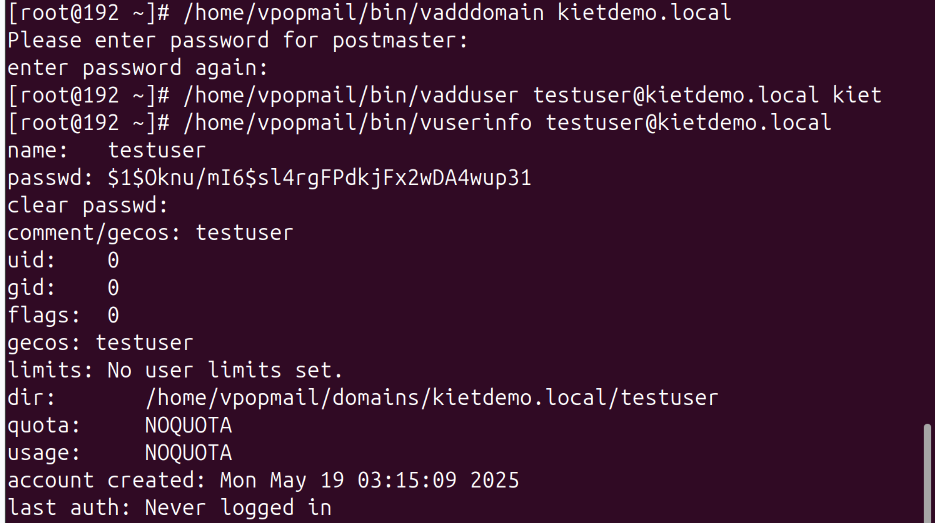 [root@192 ~]# /home/vpopmail/bin/vadddomain kietdemo.local
Please enter password for postmaster:
enter password again:
[root@192 ~]# /home/vpopmail/bin/vadduser testuser@kietdemo.local kiet
[root@192 ~]# /home/vpopmail/bin/vuserinfo testuser@kietdemo.local
name:   testuser
passwd: $1$Oknu/mI6$sl4rgFPdkjFx2wDA4wup31
clear passwd:
comment/gecos: testuser
uid:    0
gid:    0
flags:  0
gecos: testuser
limits: No user limits set.
dir:       /home/vpopmail/domains/kietdemo.local/testuser
quota:     NOQUOTA
usage:     NOQUOTA
account created: Mon May 19 03:15:09 2025
last auth: Never logged in